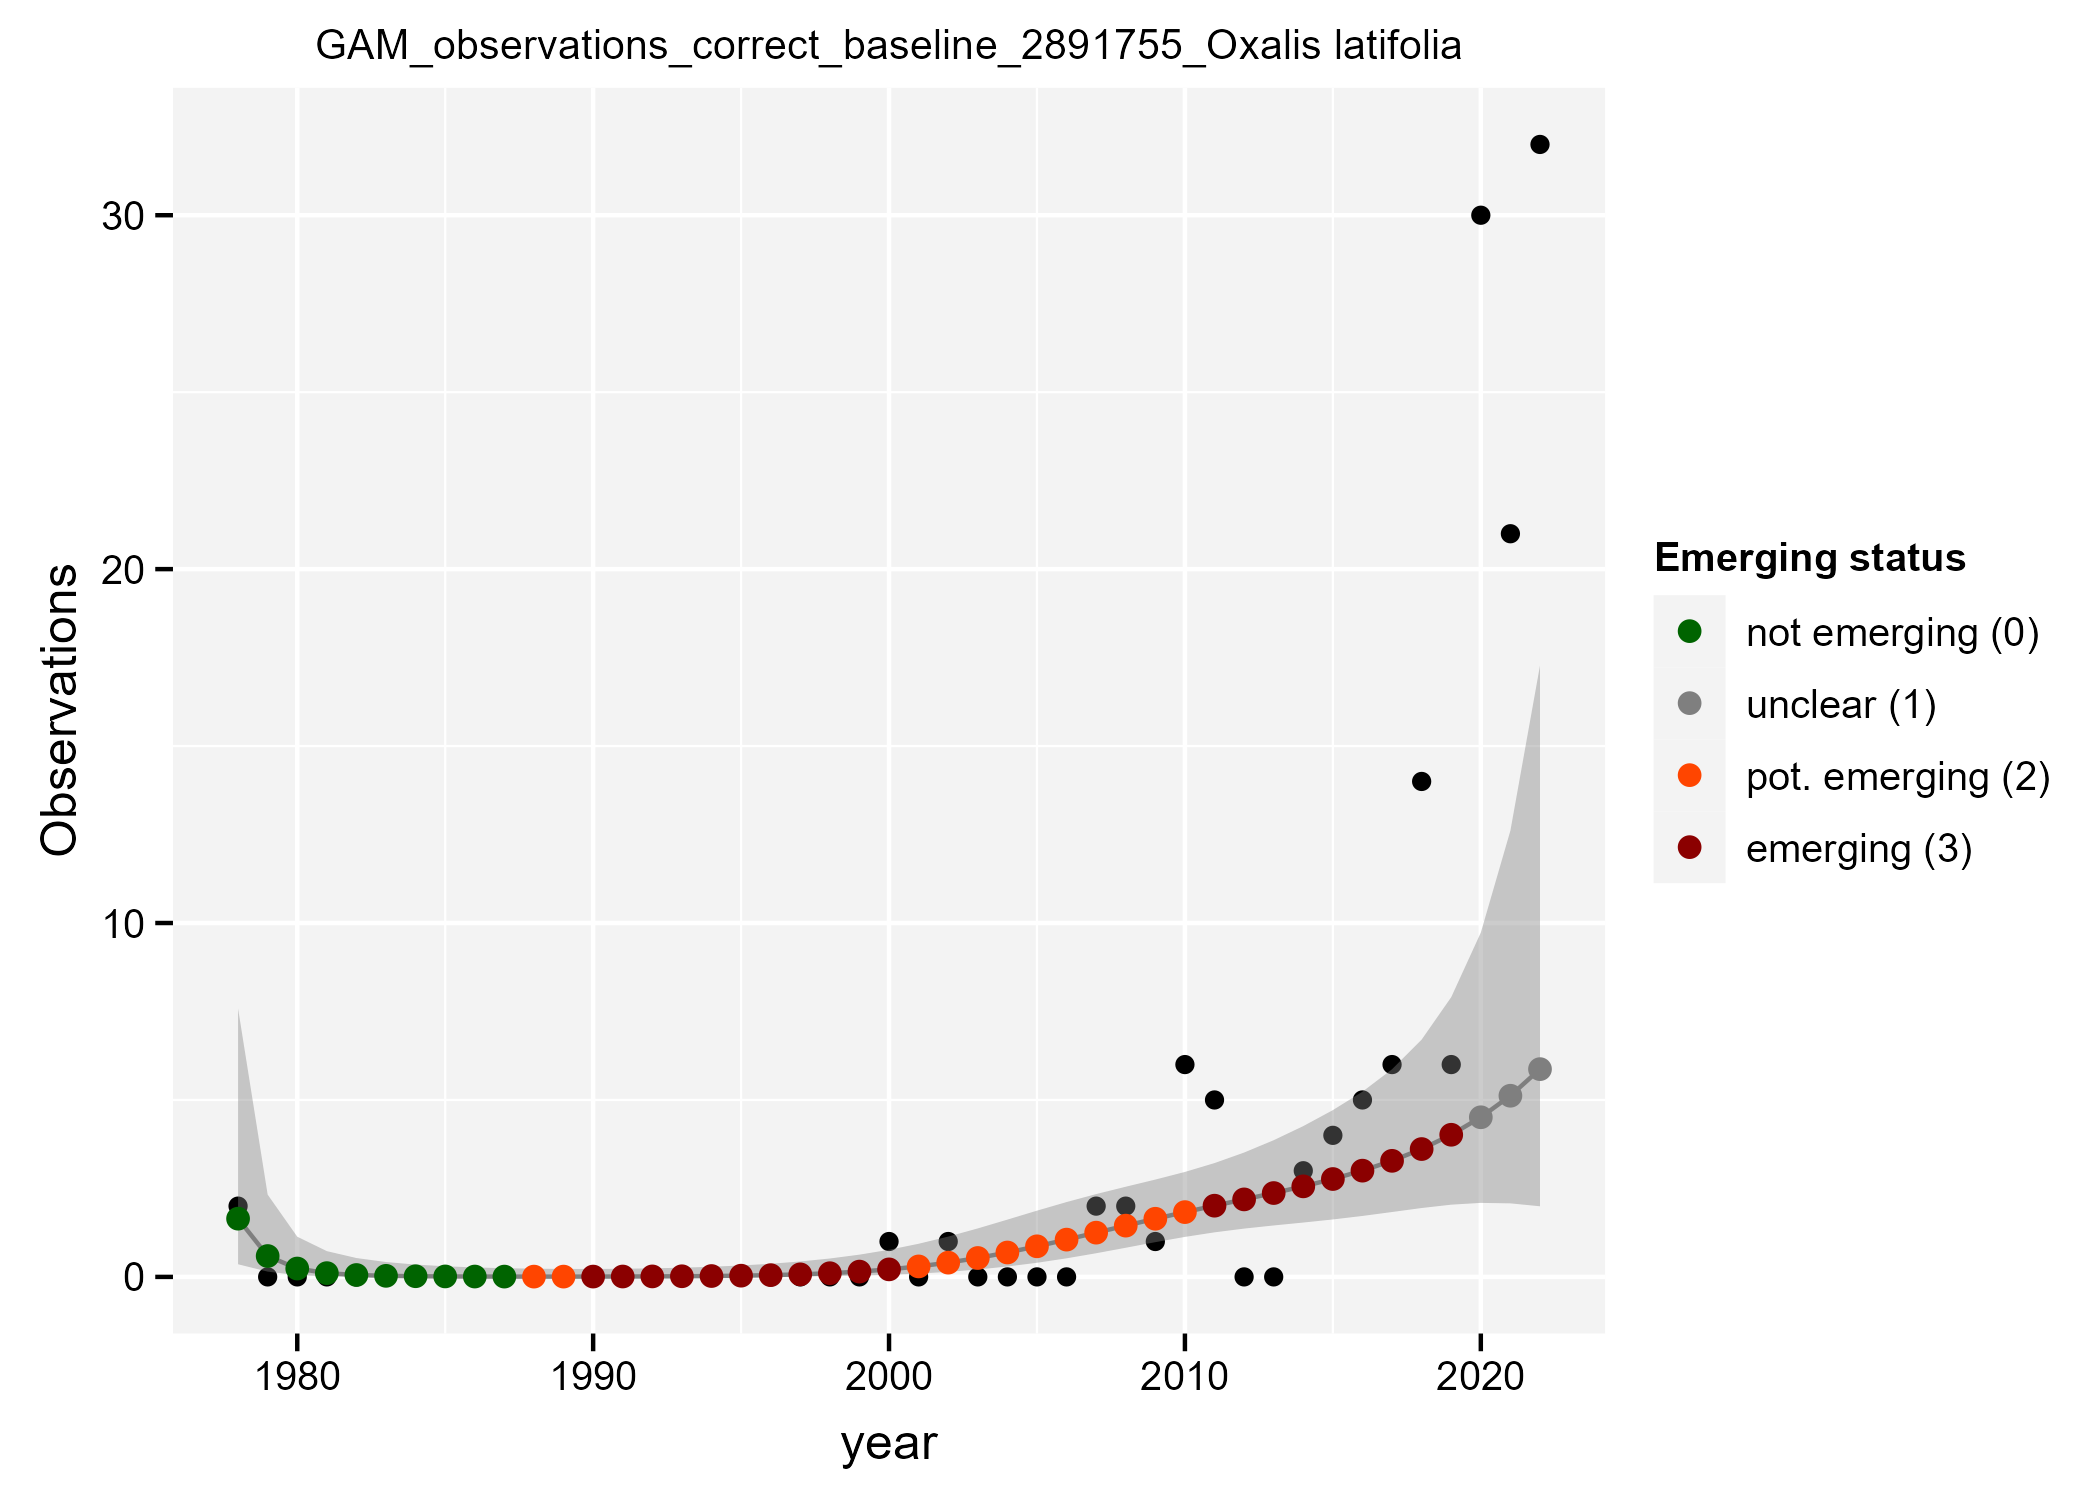 GAM_observations_correct_baseline_2891755_Oxalis latifolia
Observations
30
20
10
0
1980
1990
2000
2010
2020
year
Emerging status
not emerging (0)
unclear (1)
pot. emerging (2)
emerging (3)